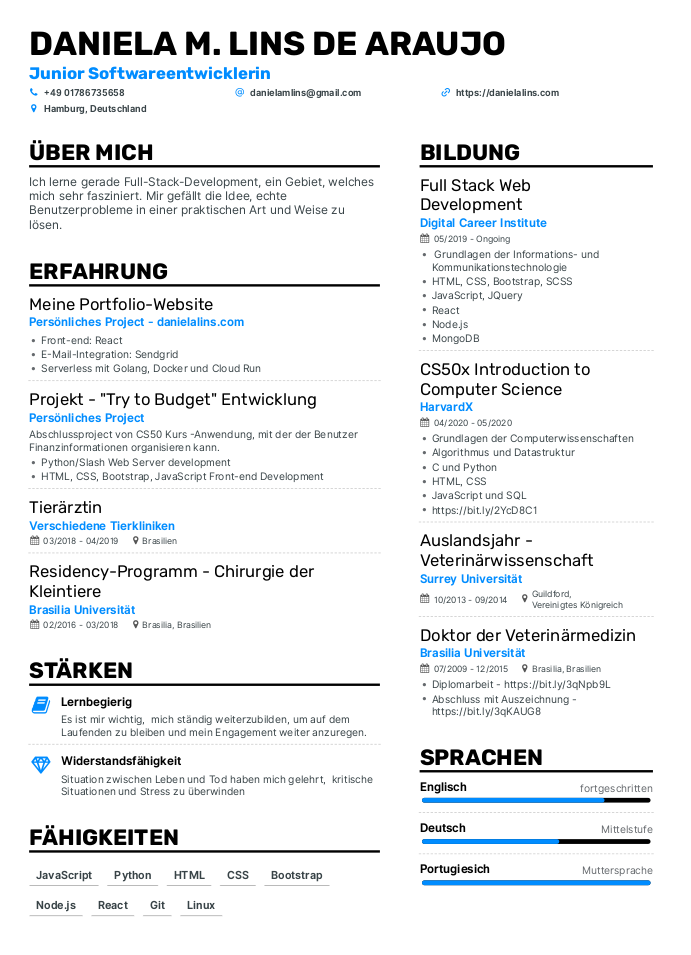 DANIELA M. LINS DE ARAUJO
Junior Softwareentwicklerin
+49 01786735658
danielamlins@gmail.com
https://danielalins.com
Hamburg, Deutschland
ÜBER MICH
Ich lerne gerade Full-Stack-Development, ein Gebiet, welches
mich sehr fasziniert. Mir gefällt die Idee, echte
Benutzerprobleme in einer praktischen Art und Weise zu
lösen.
ERFAHRUNG
Meine Portfolio-Website
Persönliches Project - danielalins.com
• Front-end: React
• E-Mail-Integration: Sendgrid
• Serverless mit Golang, Docker und Cloud Run
Projekt - "Try to Budget" Entwicklung
Persönliches Project
Abschlussproject von CS50 Kurs -Anwendung, mit der der Benutzer
Finanzinformationen organisieren kann.
• Python/Slash Web Server development
• HTML, CSS, Bootstrap, JavaScript Front-end Development
Tierärztin
Verschiedene Tierkliniken
03/2018 - 04/2019 Brasilien
Residency-Programm - Chirurgie der
Kleintiere
Brasilia Universität
02/2016 - 03/2018 Brasilia, Brasilien
STÄRKEN
Lernbegierig
Es ist mir wichtig, mich ständig weiterzubilden, um auf dem
Laufenden zu bleiben und mein Engagement weiter anzuregen.
Widerstandsfähigkeit
Situation zwischen Leben und Tod haben mich gelehrt, kritische
Situationen und Stress zu überwinden
FÄHIGKEITEN
JavaScript Python HTML CSS Bootstrap
Node.js React Git Linux
BILDUNG
Full Stack Web
Development
Digital Career Institute
05/2019 - Ongoing
• Grundlagen der Informations- und
Kommunikationstechnologie
• HTML, CSS, Bootstrap, SCSS
• JavaScript, JQuery
• React
• Node.js
• MongoDB
CS50x Introduction to
Computer Science
HarvardX
04/2020 - 05/2020
• Grundlagen der Computerwissenschaften
• Algorithmus und Datastruktur
• C und Python
• HTML, CSS
• JavaScript und SQL
• https://bit.ly/2YcD8C1
Auslandsjahr -
Veterinärwissenschaft
Surrey Universität
10/2013 - 09/2014 Guildford,
Vereinigtes Königreich
Doktor der Veterinärmedizin
Brasilia Universität
07/2009 - 12/2015 Brasilia, Brasilien
• Diplomarbeit - https://bit.ly/3qNpb9L
• Abschluss mit Auszeichnung -
https://bit.ly/3qKAUG8
SPRACHEN
Englisch fortgeschritten
Deutsch Mittelstufe
Portugiesich Muttersprache